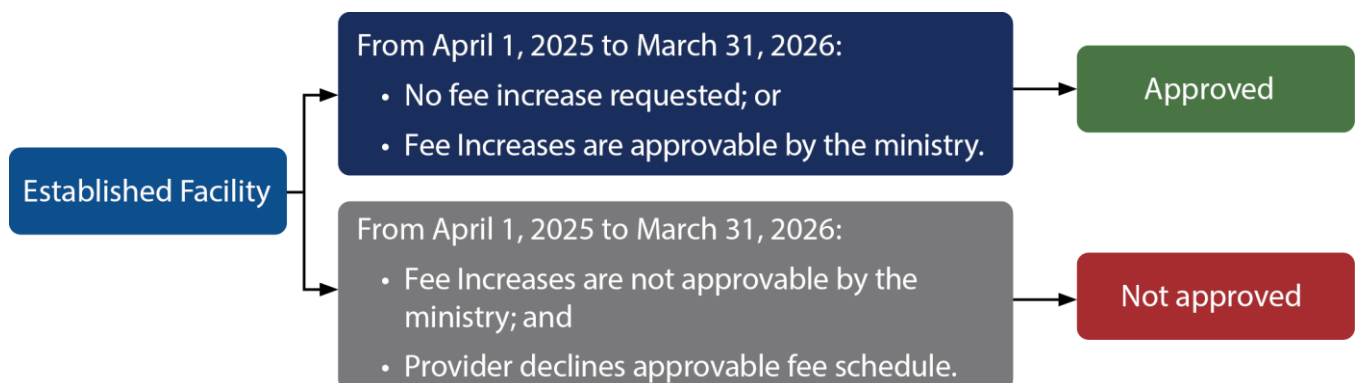 Established Facility
From April 1, 2025 to March 31, 2026:
• No fee increase requested; or
• Fee Increases are approvable by the ministry.
Approved
From April 1, 2025 to March 31, 2026:
• Fee Increases are not approvable by the
ministry; and
• Provider declines approvable fee schedule.
Not approved